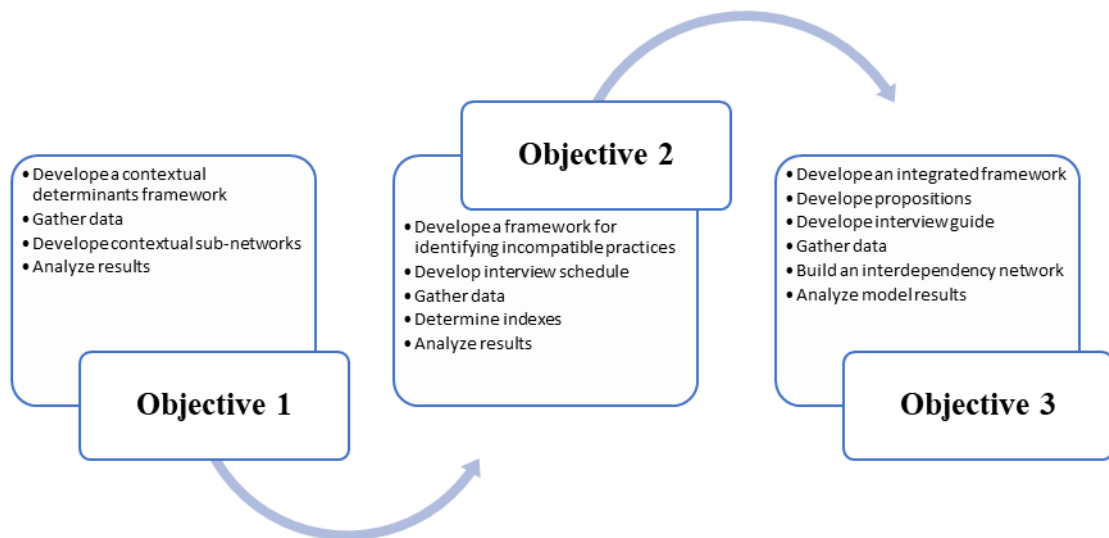 • Develope a contextual
determinants framework
• Gather data
• Develope contextual sub-networks
• Analyze results
Objective 1
Objective 2
• Develope a framework for
identifying incompatible practices
• Develop interview schedule
• Gather data
• Determine indexes
• Analyze results
• Develope an integrated framework
• Develope propositions
• Develope interview guide
• Gather data
• Build an interdependency network
• Analyze model results
Objective 3